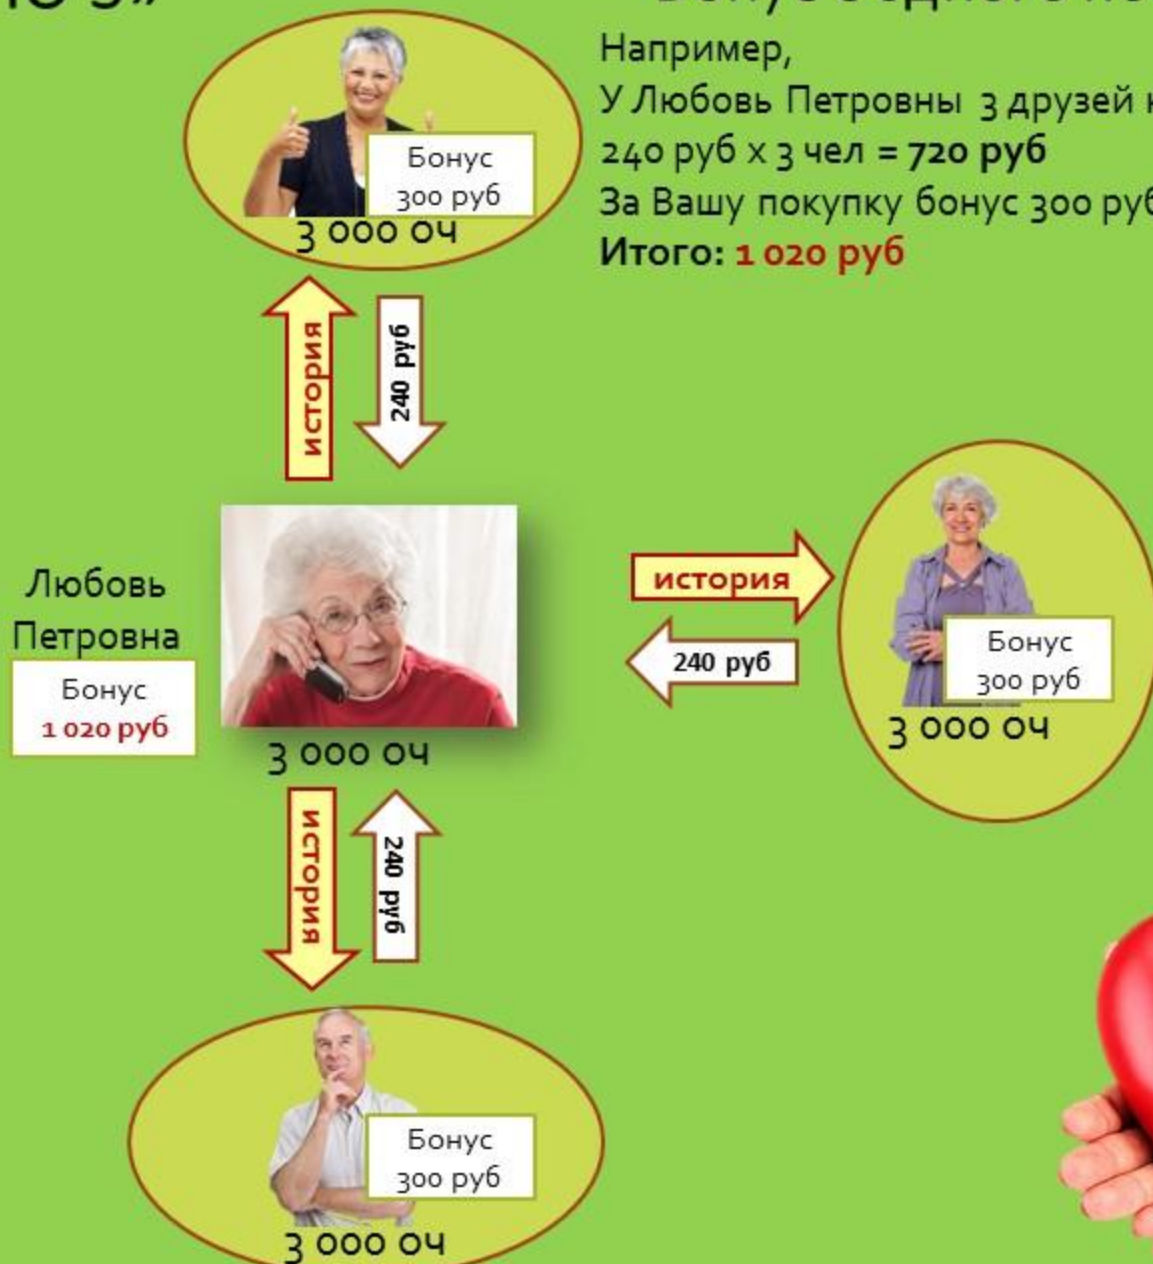 Например,
У Любовь Петровны 3 друзей
240 руб х 3 чел = 720 руб
За Вашу покупку бонус 300 руб
Итого: 1 020 руб
Бонус
300 руб
3 000 ОЧ
история
240 руб
Любовь
Петровна
Бонус
1 020 руб
3 000 ОЧ
история
240 руб
Бонус
300 руб
3 000 ОЧ
история
240 руб
Бонус
300 руб
3 000 ОЧ